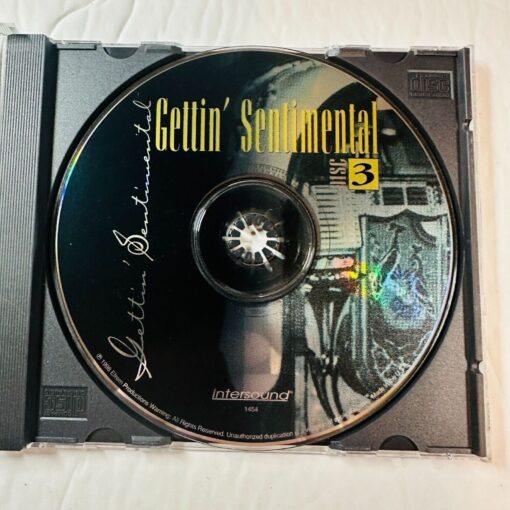 Gettin' Sentimental
DISC 3
Gettin' Sentimental
intersound
1454
Productions Warning: All Rights Reserved. Unauthorized duplication